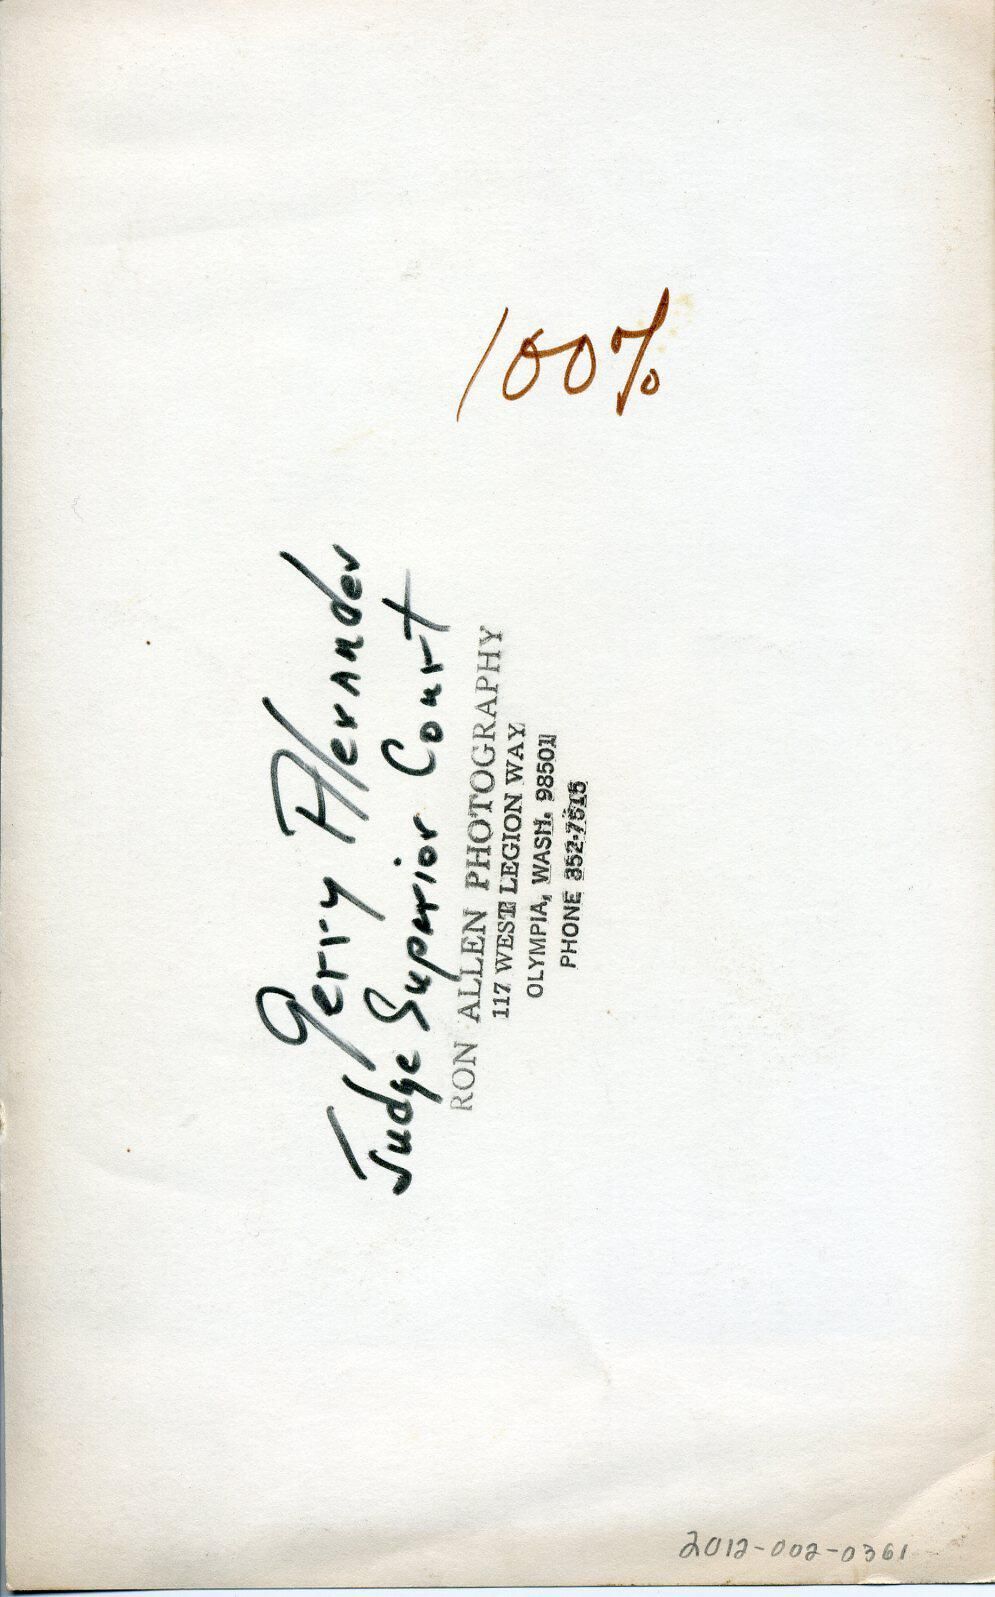 100%
Gerry Alexander
Judge Superior Court
RON ALLEN PHOTOGRAPHY
117 WEST LEGION WAY
OLYMPIA, WASH. 98501
PHONE 352-7515
2012-002-0361